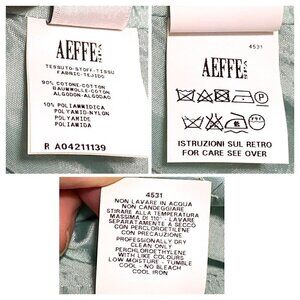 AEFFE SPA
TESSUTO-STOFF-TISSU
FABRIC-TEJIDO
90% COTONE-COTTON
BAUMWOLLE-COTON
ALGODON-ALGODAO
10% POLIAMMIDICA
POLYAMID-NYLON
POLYAMIDE
POLIAMIDA
R A04211139
4531
AEFFE SPA
ISTRUZIONI SUL RETRO
FOR CARE SEE OVER
4531
NON LAVARE IN ACQUA
NON CANDEGGIARE
STIRARE ALLA TEMPERATURA
MASSIMA DI 110° - LAVARE
SEPARATAMENTE A SECCO
CON PERCLOROETILENE
CON PRECAUZIONE
PROFESSIONALLY DRY
CLEAN ONLY
PERCHLOROETHYLENE
WITH LIKE COLOURS
LOW MOISTURE - TUMBLE
COOL - NO BLEACH
COOL IRON